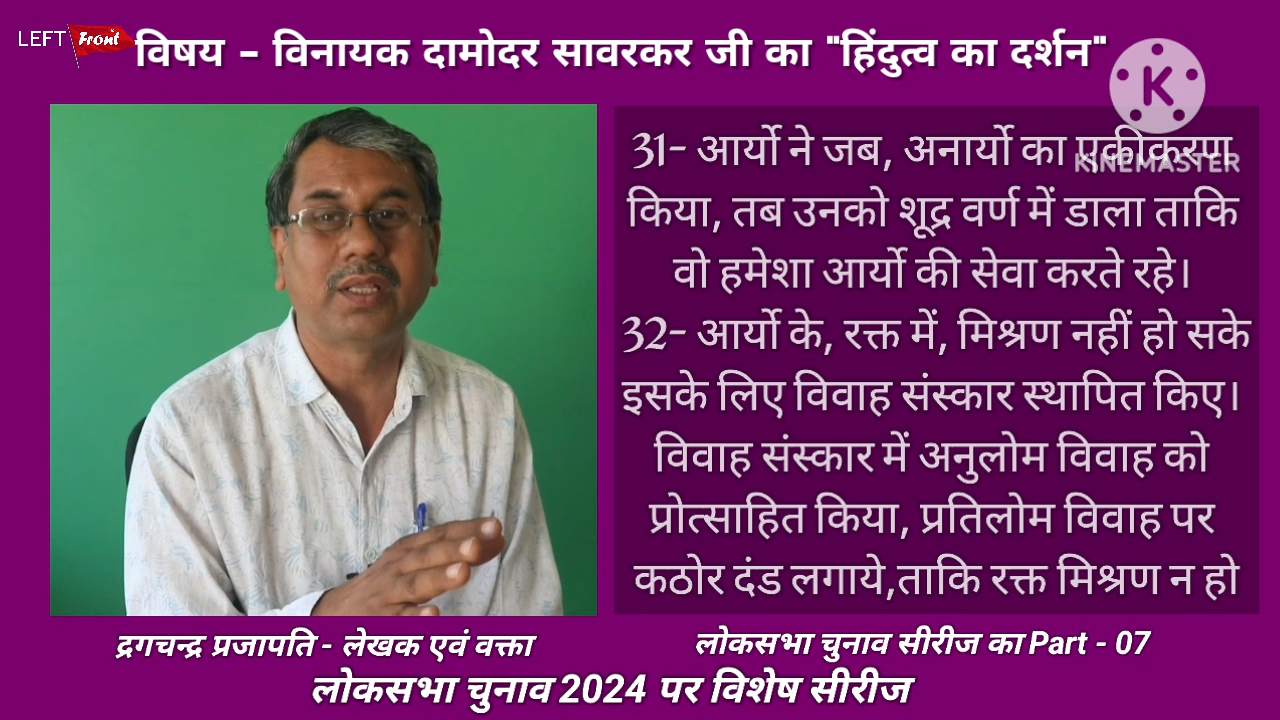 LEFT Front
विषय - विनायक दामोदर सावरकर जी का "हिंदुत्व का दर्शन"
31- आर्यो ने जब, अनार्यो का एकीकरण
KINEMASTER
किया, तब उनको शूद्र वर्ण में डाला ताकि
वो हमेशा आर्यो की सेवा करते रहे।
32- आर्यो के, रक्त में, मिश्रण नहीं हो सके
इसके लिए विवाह संस्कार स्थापित किए।
विवाह संस्कार में अनुलोम विवाह को
प्रोत्साहित किया, प्रतिलोम विवाह पर
कठोर दंड लगाये,ताकि रक्त मिश्रण न हो
द्रगचन्द्र प्रजापति - लेखक एवं वक्ता
लोकसभा चुनाव सीरीज का Part - 07
लोकसभा चुनाव 2024 पर विशेष सीरीज